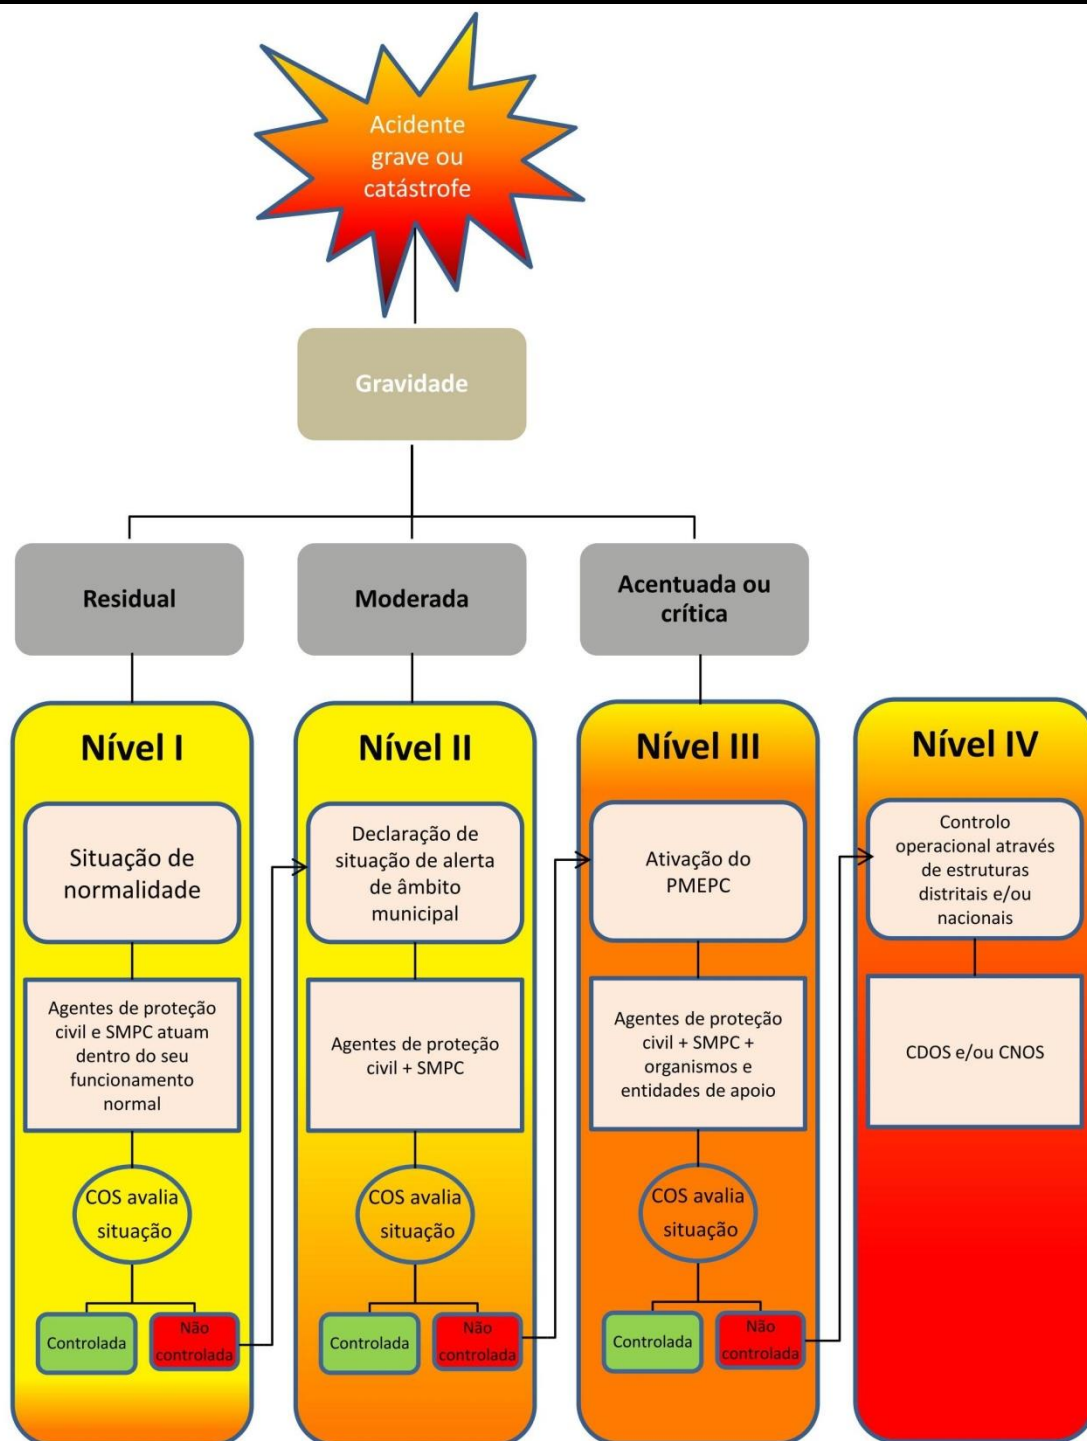 Acidente
grave ou
catástrofe
Gravidade
Residual
Moderada
Acentuada ou
crítica
Nível I
Situação de
normalidade
Agentes de proteção
civil e SMPC atuam
dentro do seu
funcionamento
normal
COS avalia
situação
Controlada
Não
controlada
Nível II
Declaração de
situação de alerta
de âmbito
municipal
Agentes de proteção
civil + SMPC
COS avalia
situação
Controlada
Não
controlada
Nível III
Ativação do
PMEPC
Agentes de proteção
civil + SMPC +
organismos e
entidades de apoio
COS avalia
situação
Controlada
Não
controlada
Nível IV
Controlo
operacional através
de estruturas
distritais e/ou
nacionais
CDOS e/ou CNOS